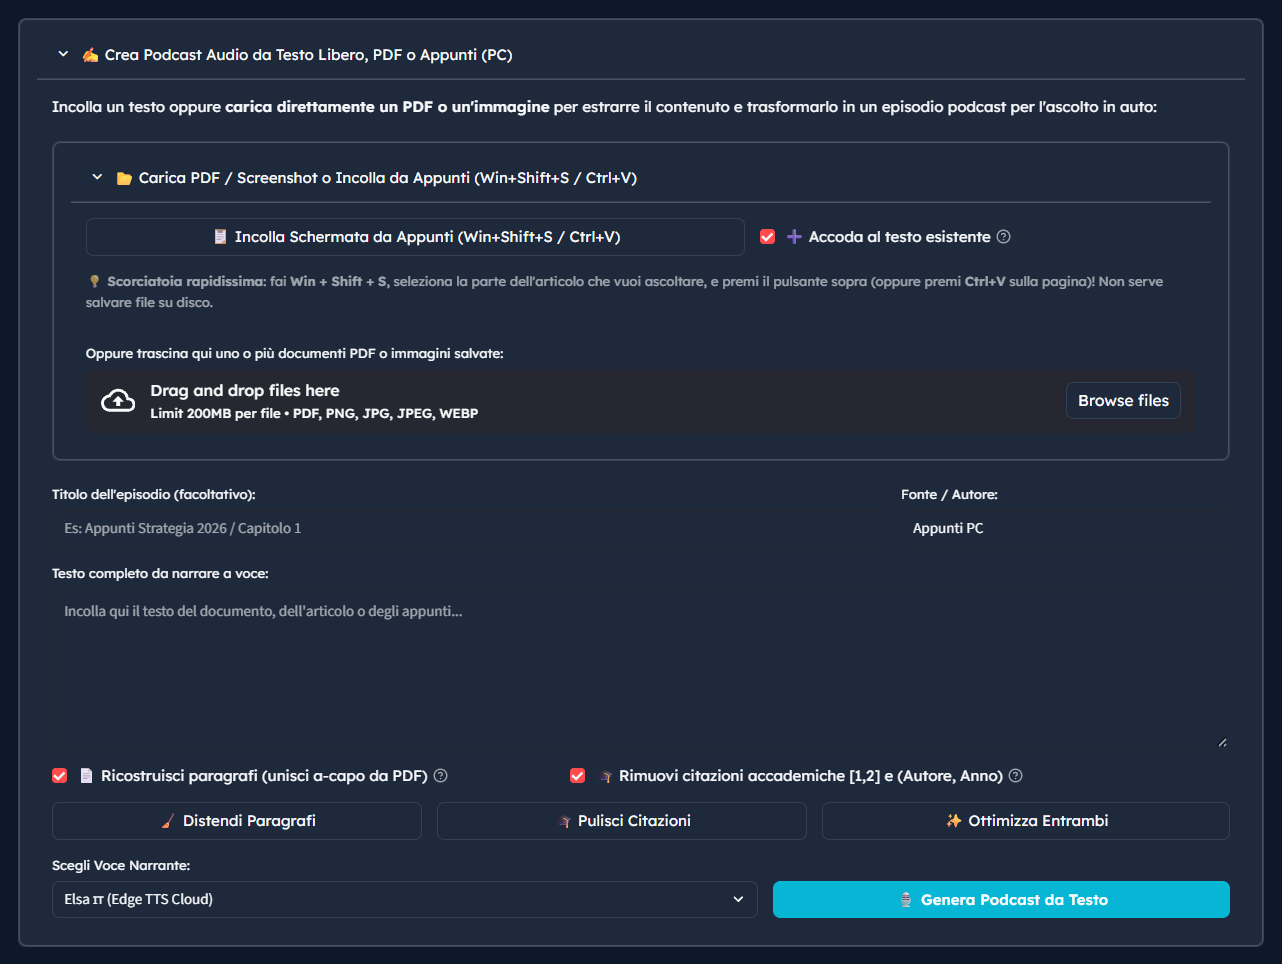 ✍️ Crea Podcast Audio da Testo Libero, PDF o Appunti (PC)
Incolla un testo oppure carica direttamente un PDF o un'immagine per estrarre il contenuto e trasformarlo in un episodio podcast per l'ascolto in auto:
📂 Carica PDF / Screenshot o Incolla da Appunti (Win+Shift+S / Ctrl+V)
📋 Incolla Schermata da Appunti (Win+Shift+S / Ctrl+V)
➕ Accoda al testo esistente
💡 Scorciatoia rapidissima: fai Win + Shift + S, seleziona la parte dell'articolo che vuoi ascoltare, e premi il pulsante sopra (oppure premi Ctrl+V sulla pagina)! Non serve
salvare file su disco.
Oppure trascina qui uno o più documenti PDF o immagini salvate:
Drag and drop files here
Limit 200MB per file • PDF, PNG, JPG, JPEG, WEBP
Browse files
Titolo dell'episodio (facoltativo):
Fonte / Autore:
Es: Appunti Strategia 2026 / Capitolo 1
Appunti PC
Testo completo da narrare a voce:
Incolla qui il testo del documento, dell'articolo o degli appunti...
📄 Ricostruisci paragrafi (unisci a-capo da PDF)
🎓 Rimuovi citazioni accademiche [1,2] e (Autore, Anno)
🧹 Distendi Paragrafi
🎓 Pulisci Citazioni
✨ Ottimizza Entrambi
Scegli Voce Narrante:
Elsa IT (Edge TTS Cloud)
🎙️ Genera Podcast da Testo